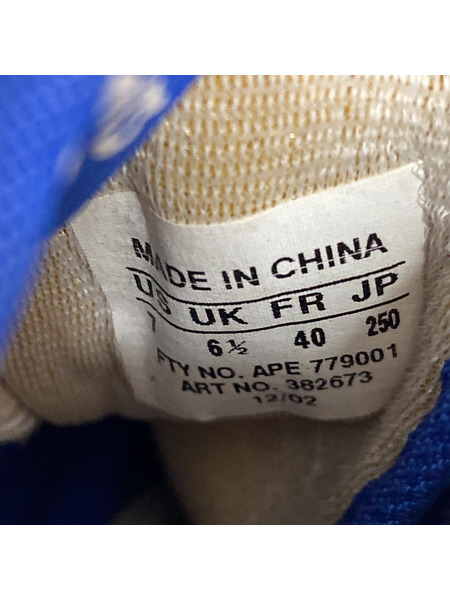 MADE IN CHINA
US UK FR JP
7 6½ 40 250
FTY NO. APE 779001
ART NO. 382673
12/02